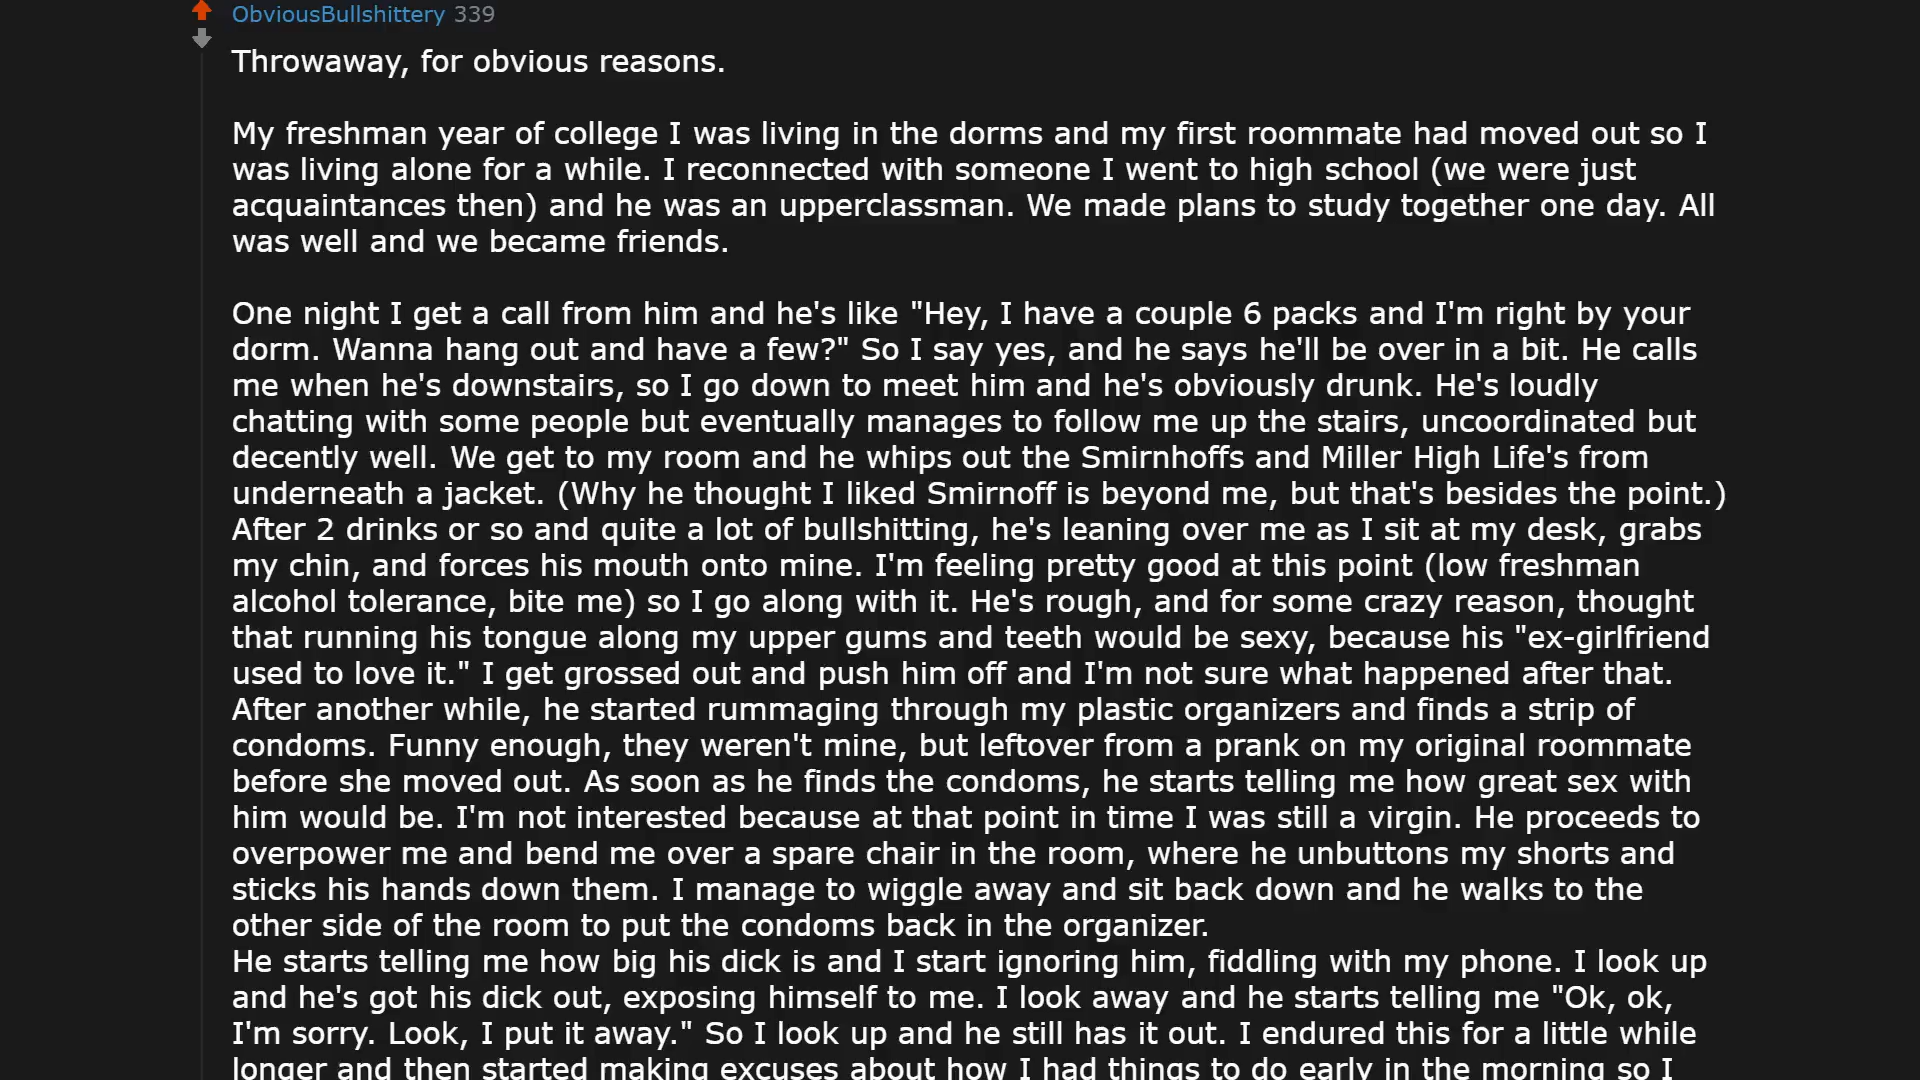 ObviousBullshittery 339
Throwaway, for obvious reasons.
My freshman year of college I was living in the dorms and my first roommate had moved out so I
was living alone for a while. I reconnected with someone I went to high school (we were just
acquaintances then) and he was an upperclassman. We made plans to study together one day. All
was well and we became friends.
One night I get a call from him and he's like "Hey, I have a couple 6 packs and I'm right by your
dorm. Wanna hang out and have a few?" So I say yes, and he says he'll be over in a bit. He calls
me when he's downstairs, so I go down to meet him and he's obviously drunk. He's loudly
chatting with some people but eventually manages to follow me up the stairs, uncoordinated but
decently well. We get to my room and he whips out the Smirnhoffs and Miller High Life's from
underneath a jacket. (Why he thought I liked Smirnoff is beyond me, but that's besides the point.)
After 2 drinks or so and quite a lot of bullshitting, he's leaning over me as I sit at my desk, grabs
my chin, and forces his mouth onto mine. I'm feeling pretty good at this point (low freshman
alcohol tolerance, bite me) so I go along with it. He's rough, and for some crazy reason, thought
that running his tongue along my upper gums and teeth would be sexy, because his "ex-girlfriend
used to love it." I get grossed out and push him off and I'm not sure what happened after that.
After another while, he started rummaging through my plastic organizers and finds a strip of
condoms. Funny enough, they weren't mine, but leftover from a prank on my original roommate
before she moved out. As soon as he finds the condoms, he starts telling me how great sex with
him would be. I'm not interested because at that point in time I was still a virgin. He proceeds to
overpower me and bend me over a spare chair in the room, where he unbuttons my shorts and
sticks his hands down them. I manage to wiggle away and sit back down and he walks to the
other side of the room to put the condoms back in the organizer.
He starts telling me how big his dick is and I start ignoring him, fiddling with my phone. I look up
and he's got his dick out, exposing himself to me. I look away and he starts telling me "Ok, ok,
I'm sorry. Look, I put it away." So I look up and he still has it out. I endured this for a little while
longer and then started making excuses about how I had things to do early in the morning so I